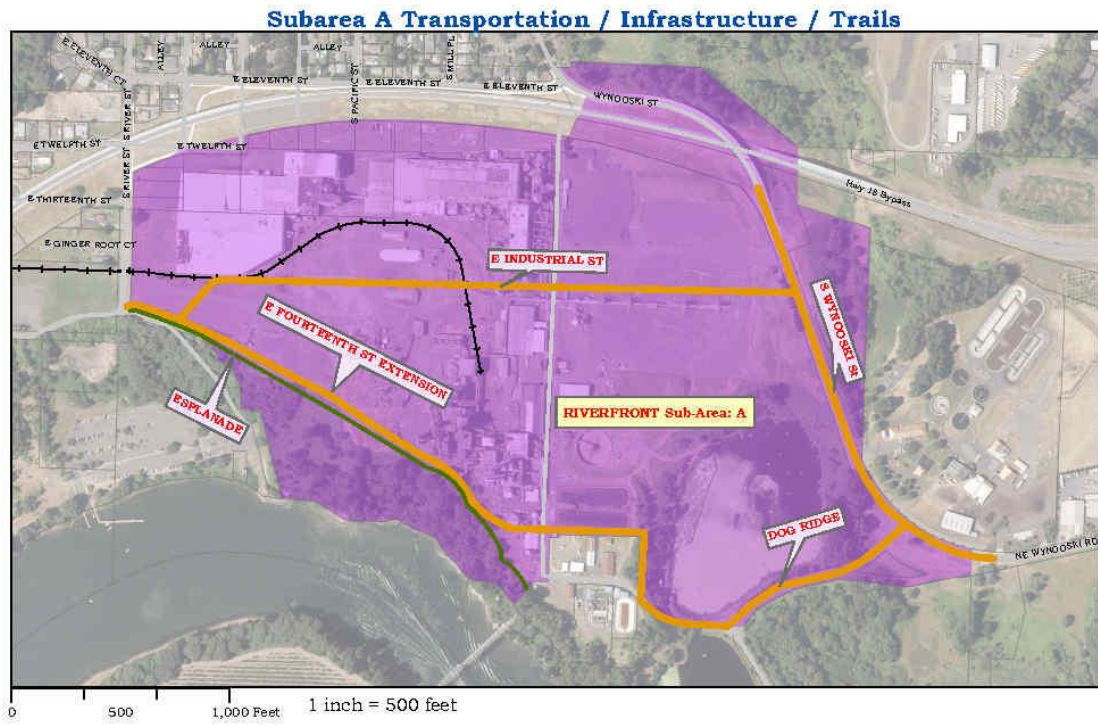 Subarea A Transportation / Infrastructure / Trails
E ELEVENTH CT
ALLEY
ALLEY
ALLEY
S MILL PL
E ELEVENTH ST
E ELEVENTH ST
E ELEVENTH ST
S RIVER ST
S PACIFIC ST
WYNOOSKI ST
E TWELFTH ST
E TWELFTH ST
S RIVER ST
Hwy 18 Bypass
E THIRTEENTH ST
E GINGER ROOT CT
E INDUSTRIAL ST
E FOURTEENTH ST EXTENSION
S WYNOOSKI St
ESPLANADE
RIVERFRONT Sub-Area: A
DOG RIDGE
NE WYNOOSKI RD
0 500 1,000 Feet
1 inch = 500 feet